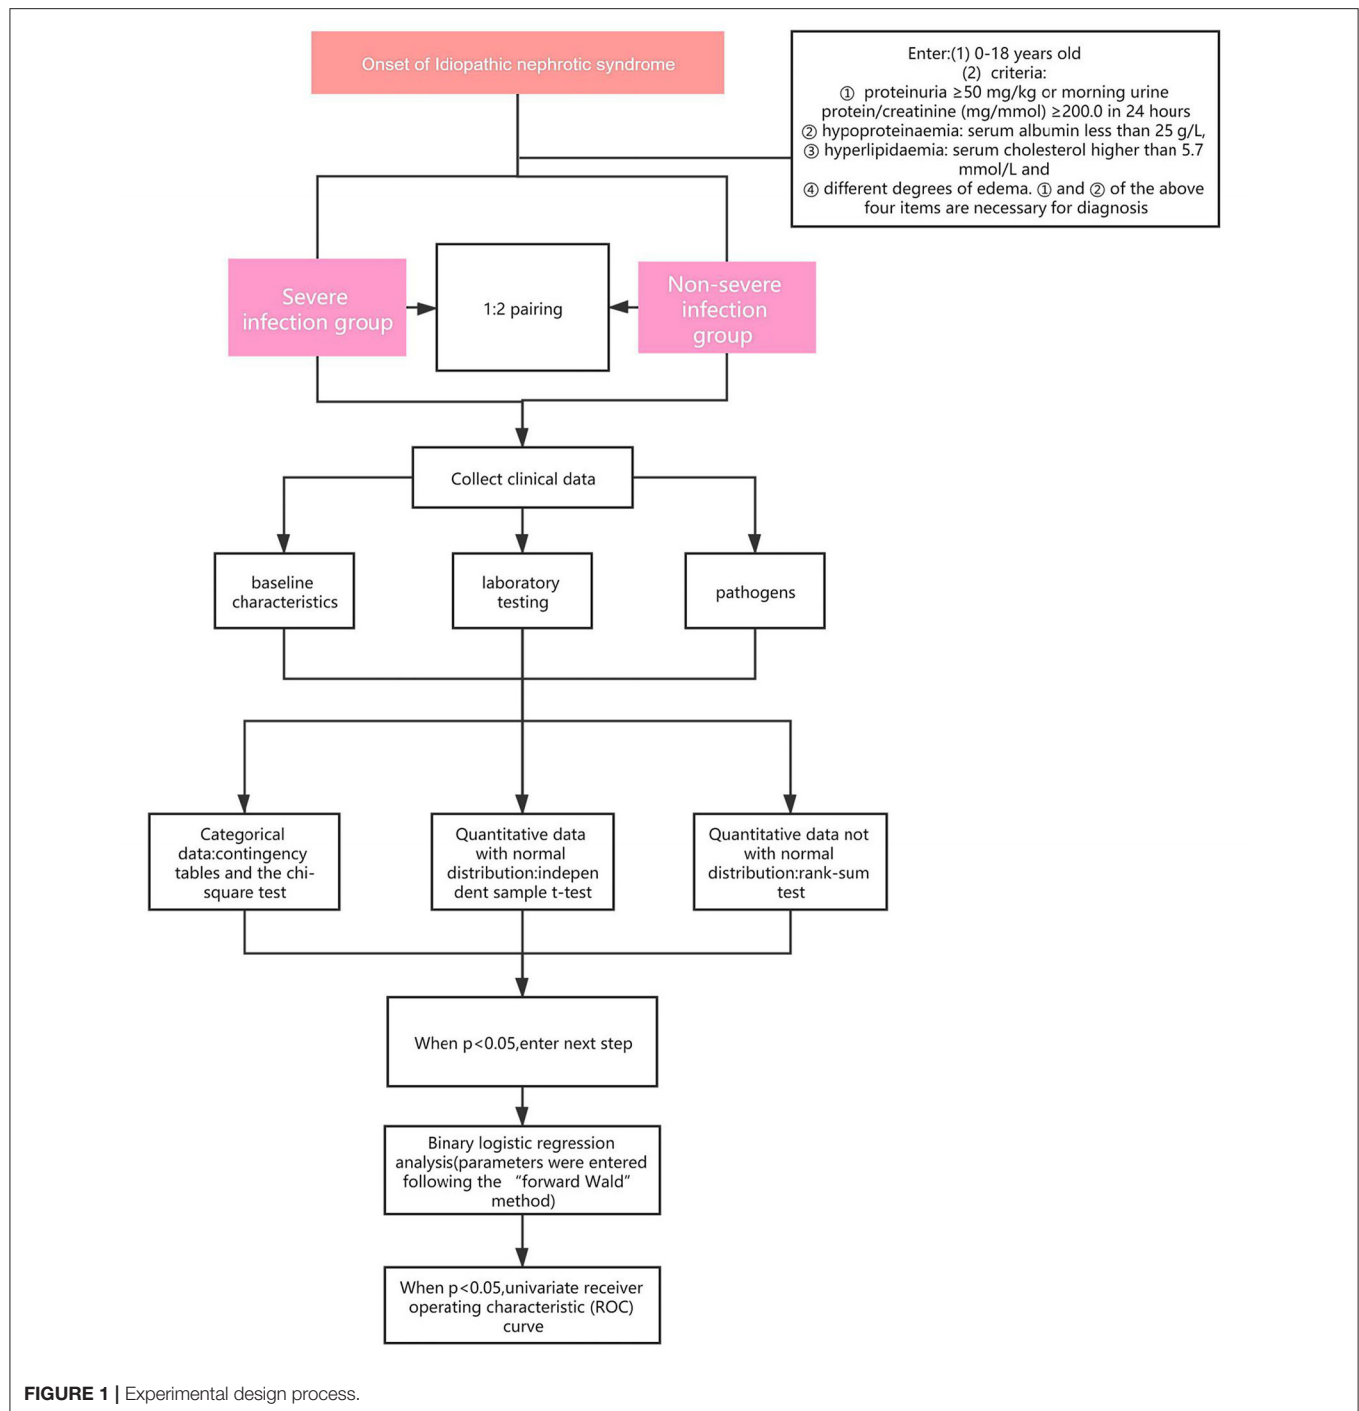 Onset of Idiopathic nephrotic syndrome
Enter:(1) 0-18 years old
(2) criteria:
① proteinuria ≥50 mg/kg or morning urine
protein/creatinine (mg/mmol) ≥200.0 in 24 hours
② hypoproteinaemia: serum albumin less than 25 g/L,
③ hyperlipidaemia: serum cholesterol higher than 5.7
mmol/L and
④ different degrees of edema. ① and ② of the above
four items are necessary for diagnosis
Severe
infection group
1:2 pairing
Non-severe
infection
group
Collect clinical data
baseline
characteristics
laboratory
testing
pathogens
Categorical
data:contingency
tables and the chi-
square test
Quantitative data
with normal
distribution:indepen
dent sample t-test
Quantitative data not
with normal
distribution:rank-sum
test
When p<0.05,enter next step
Binary logistic regression
analysis(parameters were entered
following the “forward Wald”
method)
When p<0.05,univariate receiver
operating characteristic (ROC)
curve
FIGURE 1 | Experimental design process.